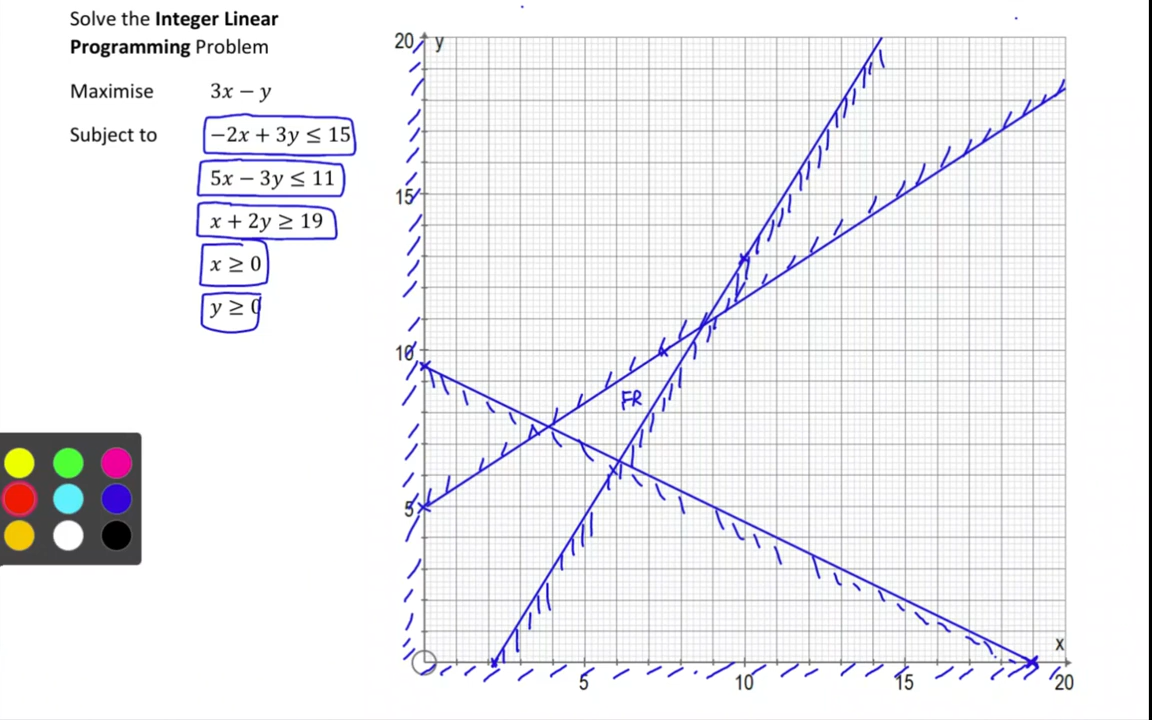 Solve the Integer Linear
Programming Problem
Maximise 3x − y
Subject to −2x + 3y ≤ 15
5x − 3y ≤ 11
x + 2y ≥ 19
x ≥ 0
y ≥ 0
20 y
15
10
FR
5
x
5 10 15 20